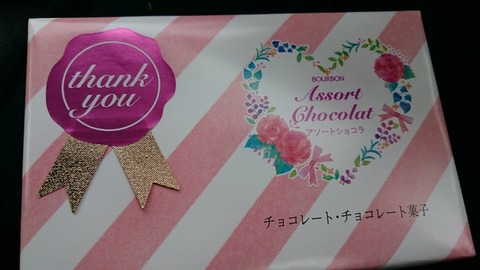 thank
you
BOURBON
Assort
Chocolat
アソートショコラ
チョコレート・チョコレート菓子